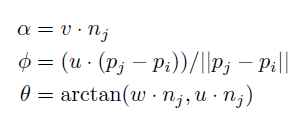 α = v · n_j
ϕ = (u · (p_j − p_i))/||p_j − p_i||
θ = arctan(w · n_j, u · n_j)